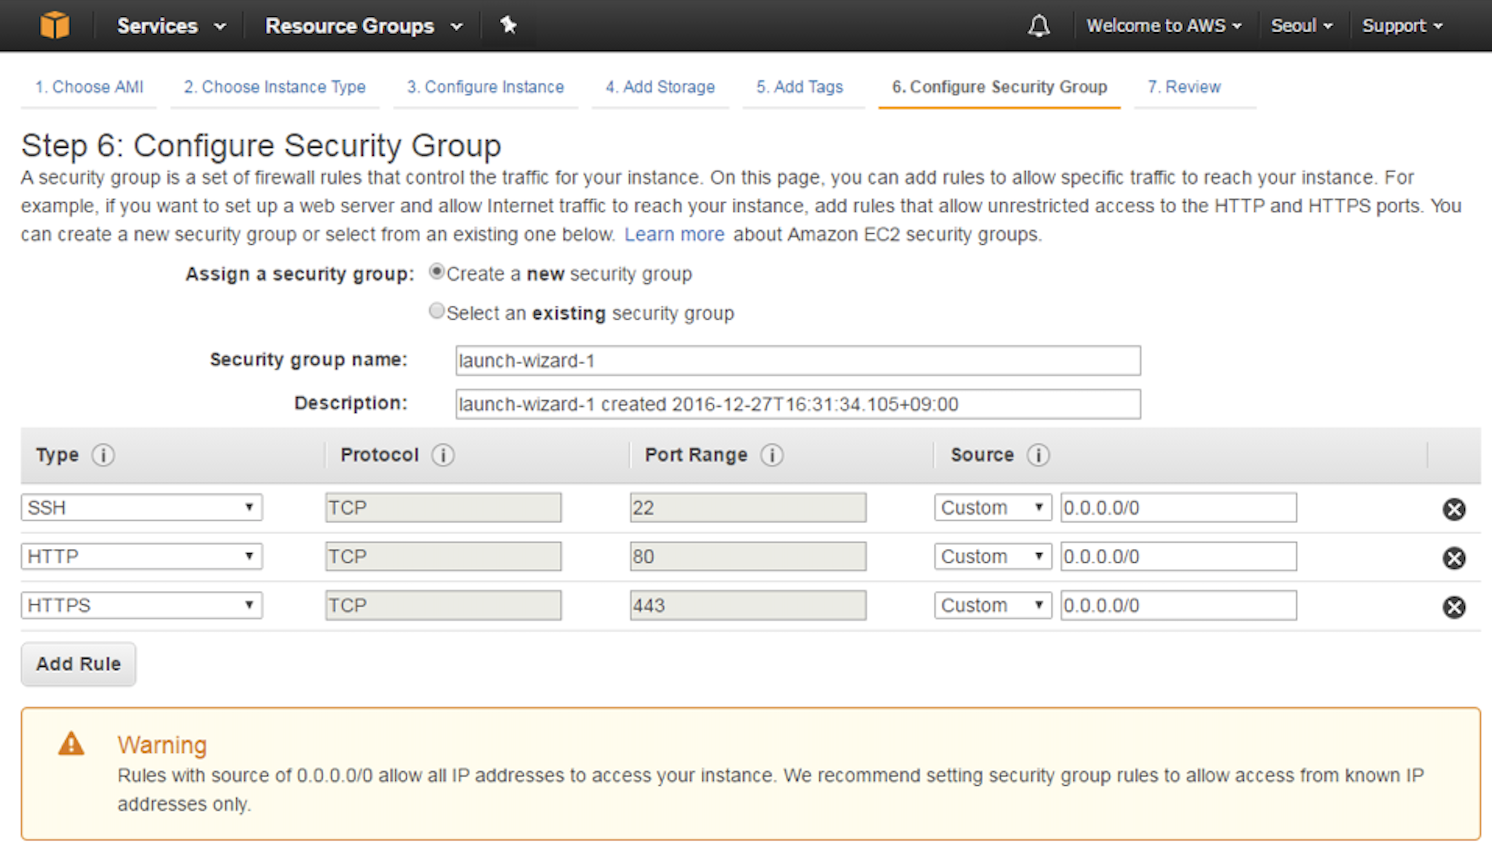 Services Resource Groups Welcome to AWS Seoul Support
1. Choose AMI 2. Choose Instance Type 3. Configure Instance 4. Add Storage 5. Add Tags 6. Configure Security Group 7. Review
Step 6: Configure Security Group
A security group is a set of firewall rules that control the traffic for your instance. On this page, you can add rules to allow specific traffic to reach your instance. For
example, if you want to set up a web server and allow Internet traffic to reach your instance, add rules that allow unrestricted access to the HTTP and HTTPS ports. You
can create a new security group or select from an existing one below. Learn more about Amazon EC2 security groups.
Assign a security group: Create a new security group
Select an existing security group
Security group name: launch-wizard-1
Description: launch-wizard-1 created 2016-12-27T16:31:34.105+09:00
Type i Protocol i Port Range i Source i
SSH TCP 22 Custom 0.0.0.0/0
HTTP TCP 80 Custom 0.0.0.0/0
HTTPS TCP 443 Custom 0.0.0.0/0
Add Rule
Warning
Rules with source of 0.0.0.0/0 allow all IP addresses to access your instance. We recommend setting security group rules to allow access from known IP
addresses only.